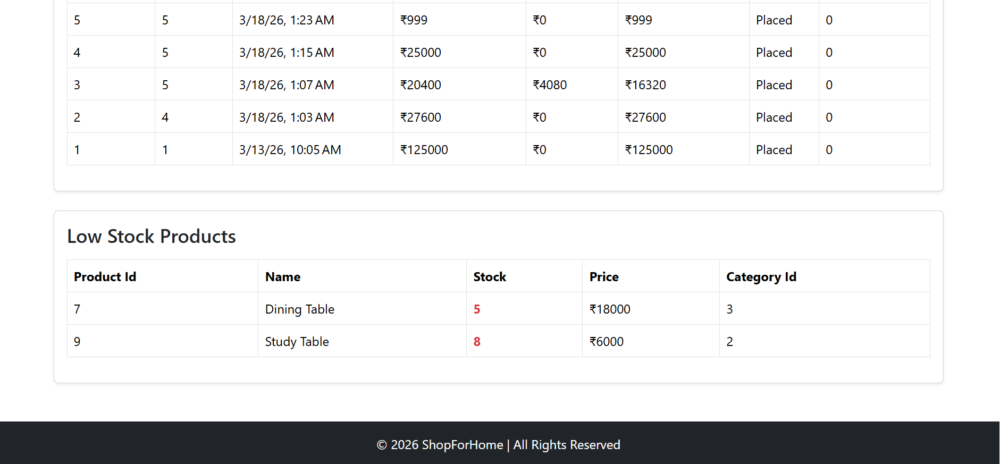 5 5 3/18/26, 1:23 AM ₹999 ₹0 ₹999 Placed 0
4 5 3/18/26, 1:15 AM ₹25000 ₹0 ₹25000 Placed 0
3 5 3/18/26, 1:07 AM ₹20400 ₹4080 ₹16320 Placed 0
2 4 3/18/26, 1:03 AM ₹27600 ₹0 ₹27600 Placed 0
1 1 3/13/26, 10:05 AM ₹125000 ₹0 ₹125000 Placed 0
Low Stock Products
Product Id Name Stock Price Category Id
7 Dining Table 5 ₹18000 3
9 Study Table 8 ₹6000 2
© 2026 ShopForHome | All Rights Reserved